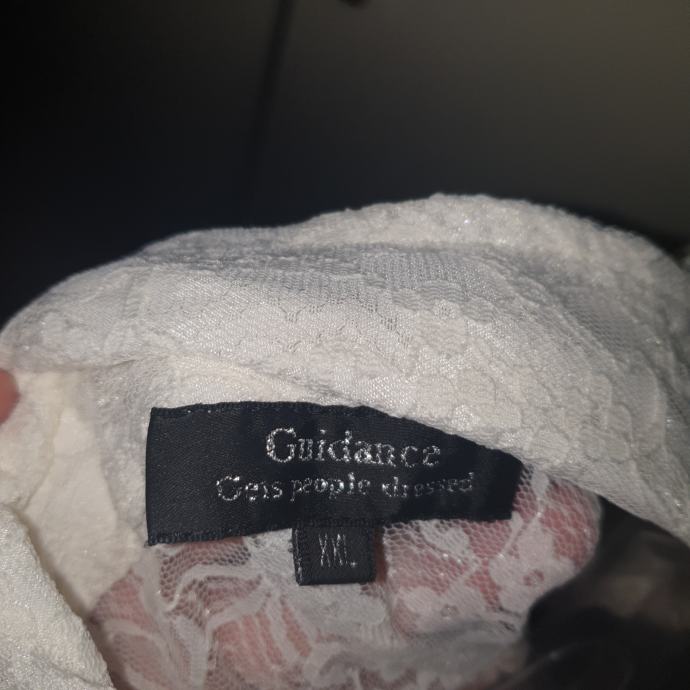 Guidance
Gets people dressed
XXL